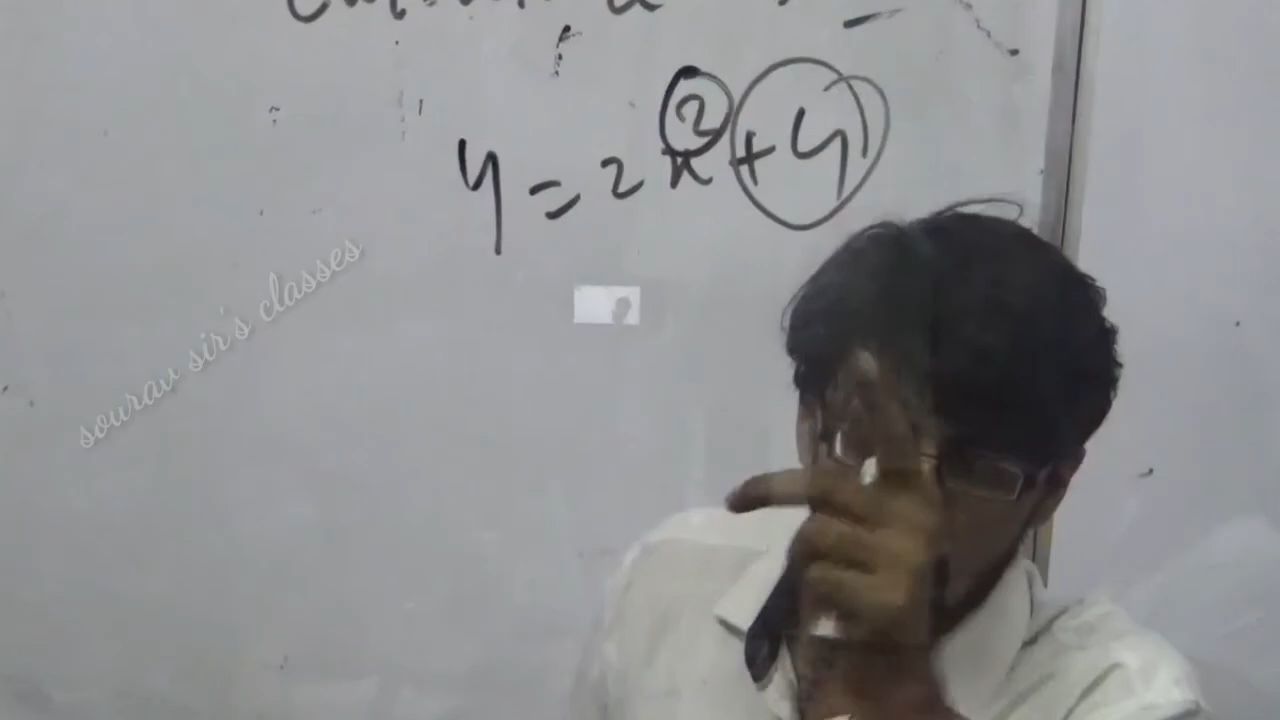 y = 2x² + 4
sourav sir's classes